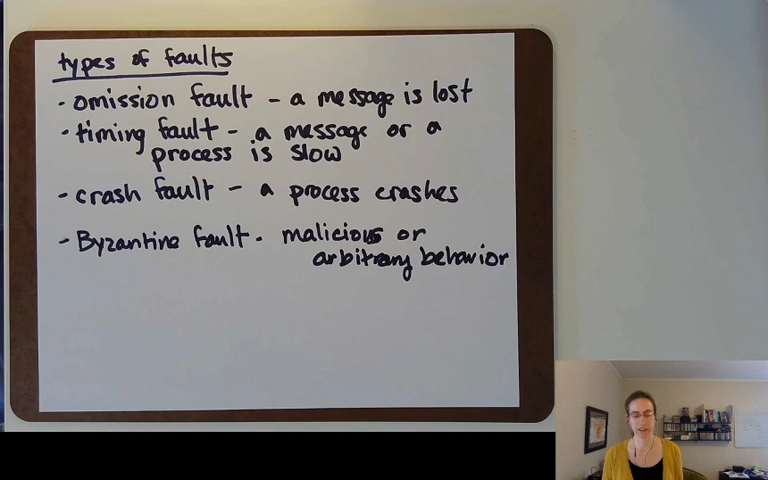 types of faults
· omission fault - a message is lost
· timing fault - a message or a
process is slow
· crash fault - a process crashes
· Byzantine fault - malicious or
arbitrary behavior